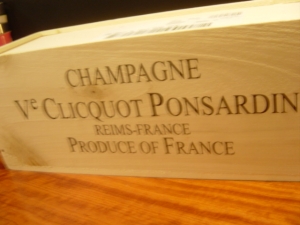 CHAMPAGNE
Ve CLICQUOT PONSARDIN
REIMS-FRANCE
PRODUCE OF FRANCE